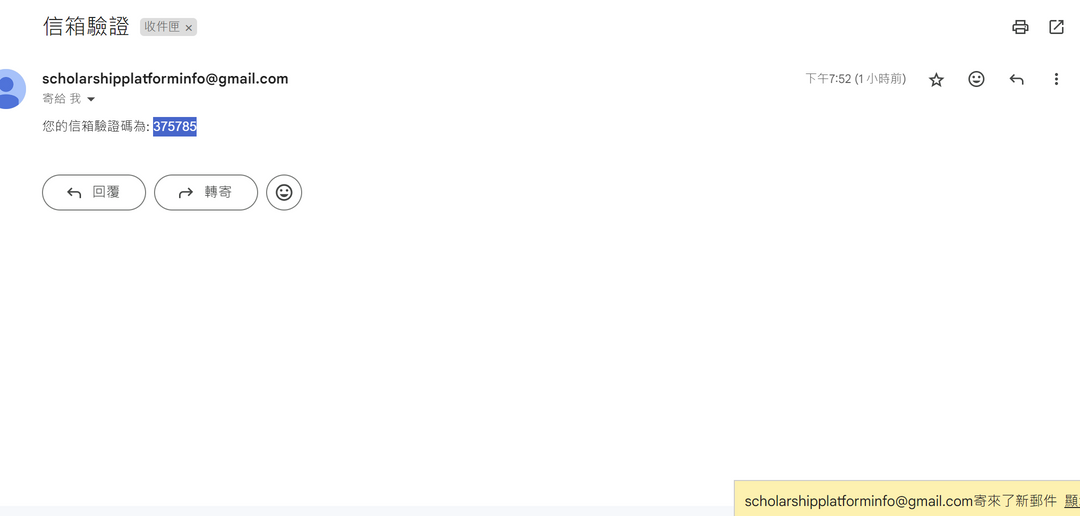 信箱驗證 收件匣 ×
scholarshipplatforminfo@gmail.com 下午7:52 (1 小時前)
寄給 我
您的信箱驗證碼為: 375785
回覆 轉寄
scholarshipplatforminfo@gmail.com寄來了新郵件 顯